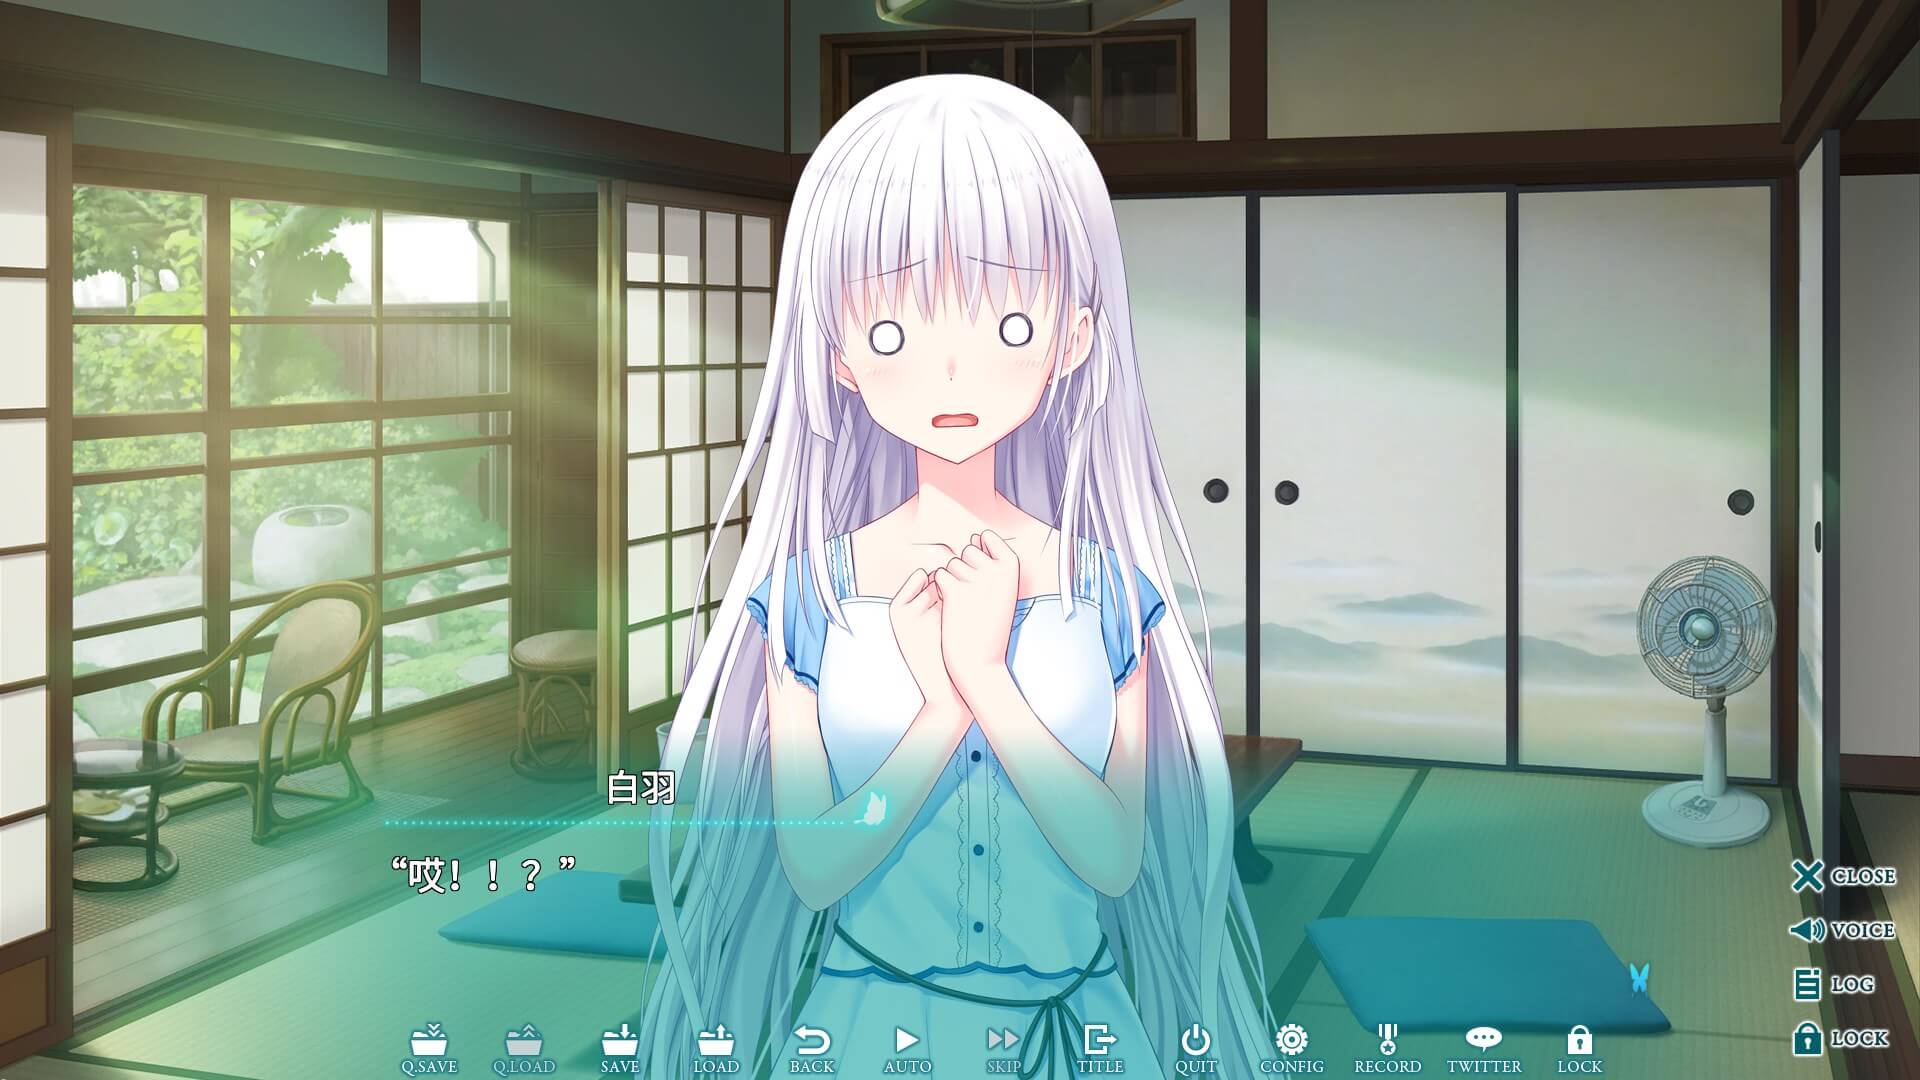 白羽
“哎！！？”
CLOSE
VOICE
LOG
LOCK
Q.SAVE Q.LOAD SAVE LOAD BACK AUTO SKIP TITLE QUIT CONFIG RECORD TWITTER LOCK